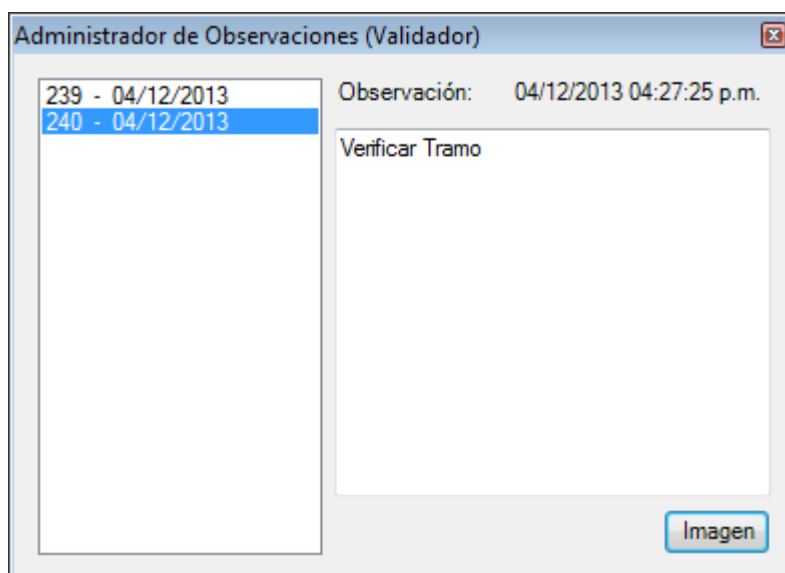 Administrador de Observaciones (Validador)
239 - 04/12/2013
240 - 04/12/2013
Observación: 04/12/2013 04:27:25 p.m.
Verificar Tramo
Imagen